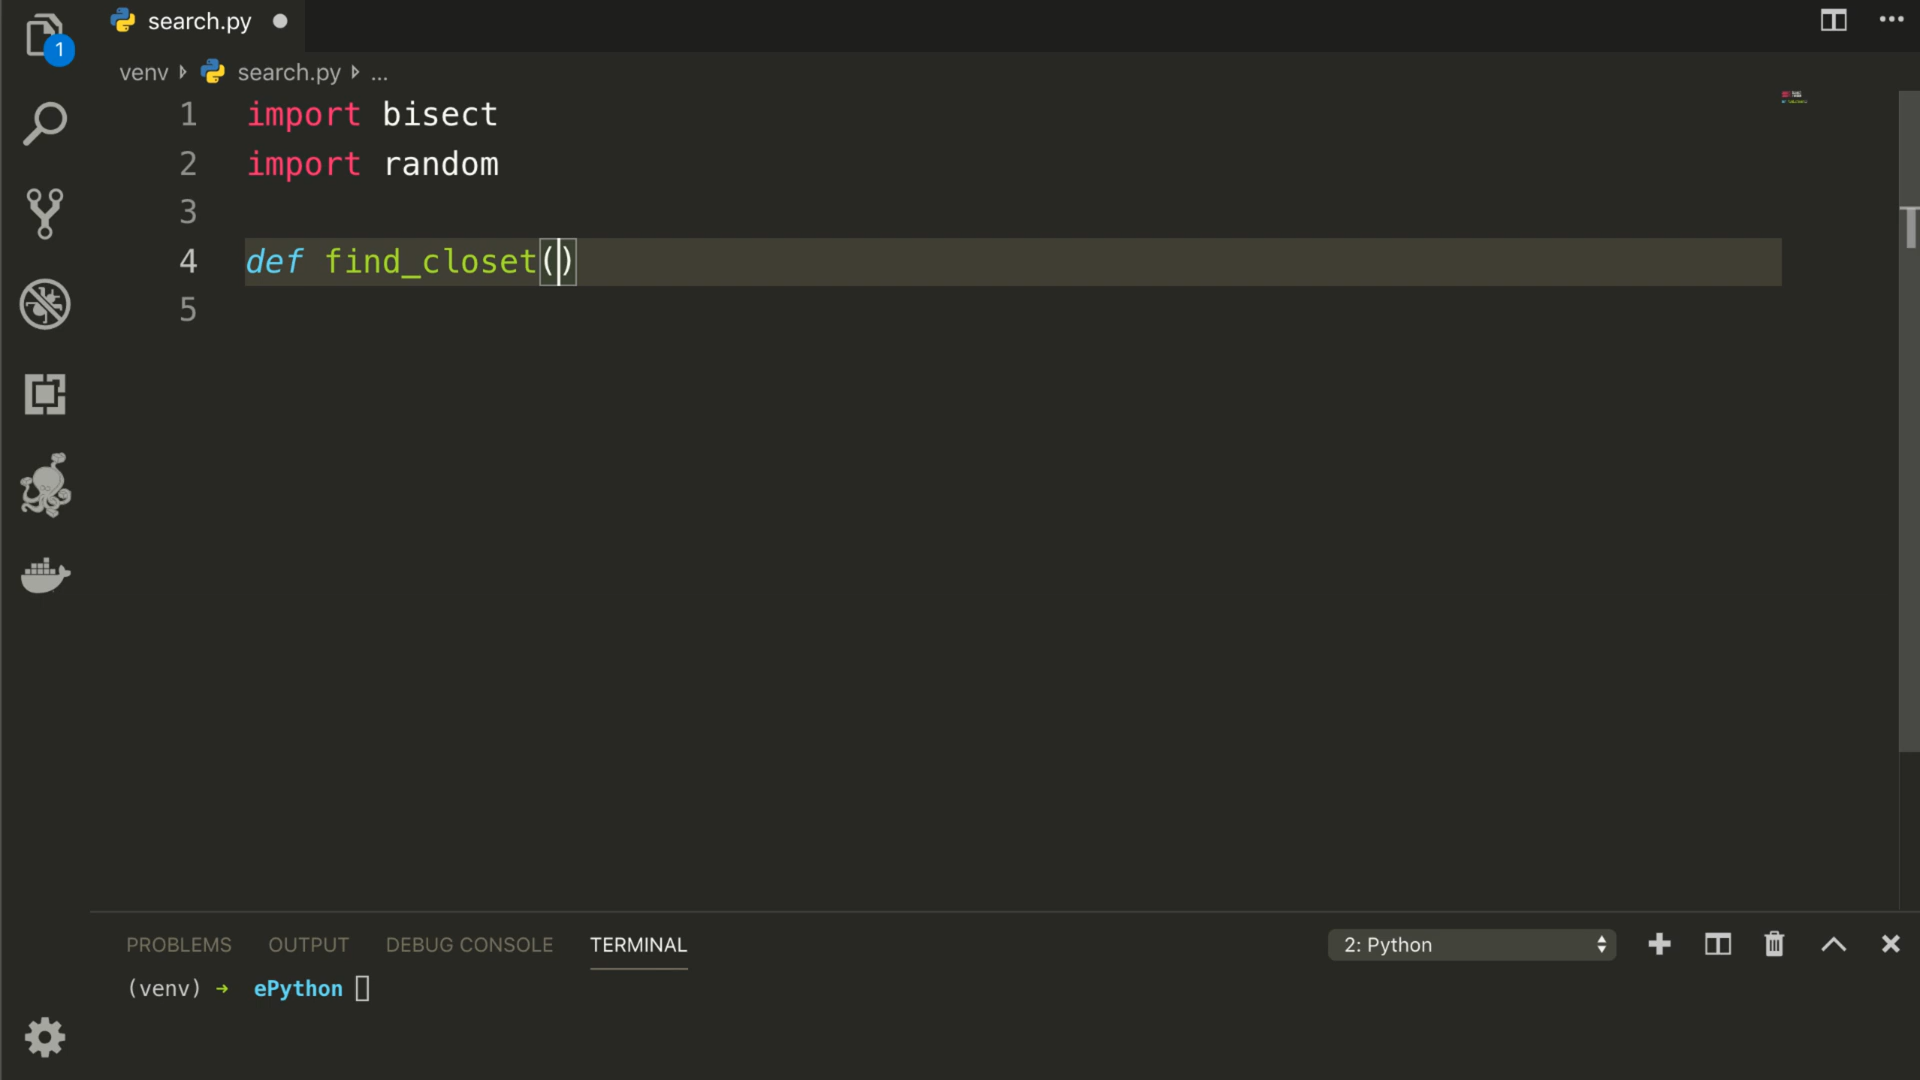 1
search.py
venv search.py ...
1 import bisect
2 import random
3
4 def find_closet()
5
PROBLEMS OUTPUT DEBUG CONSOLE TERMINAL 2: Python
(venv) → ePython